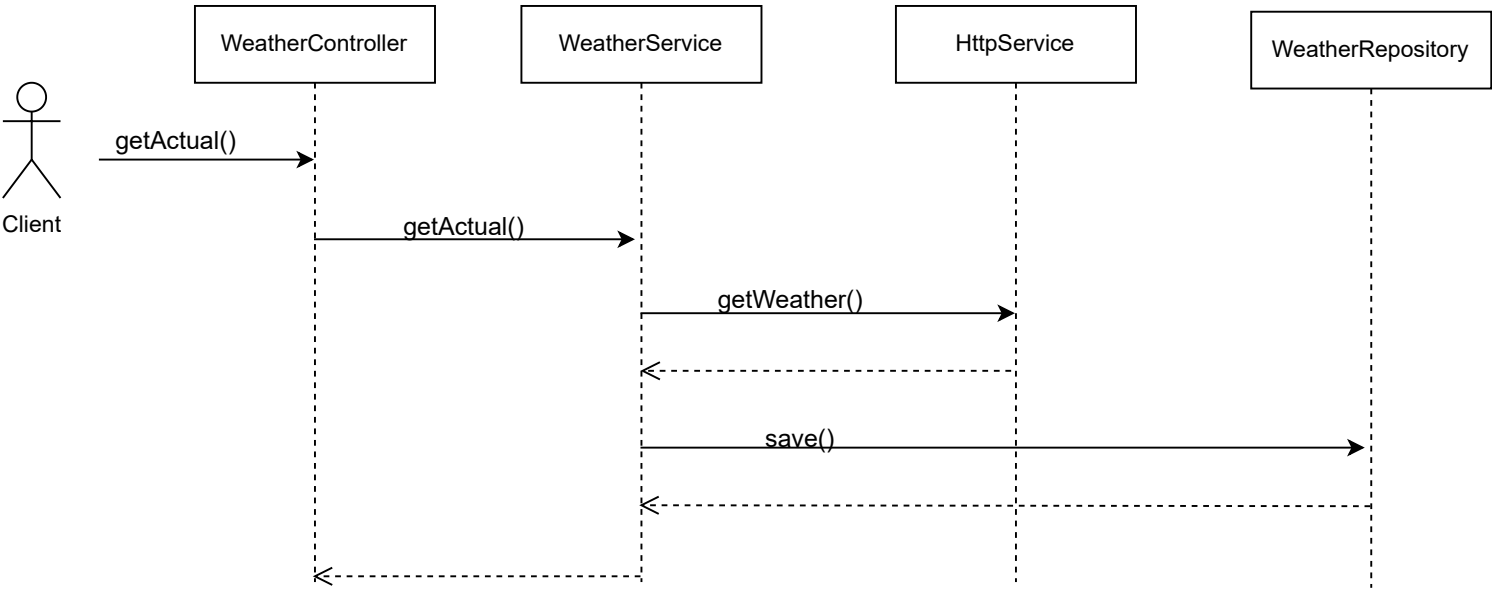 WeatherController
WeatherService
HttpService
WeatherRepository
getActual()
Client
getActual()
getWeather()
save()